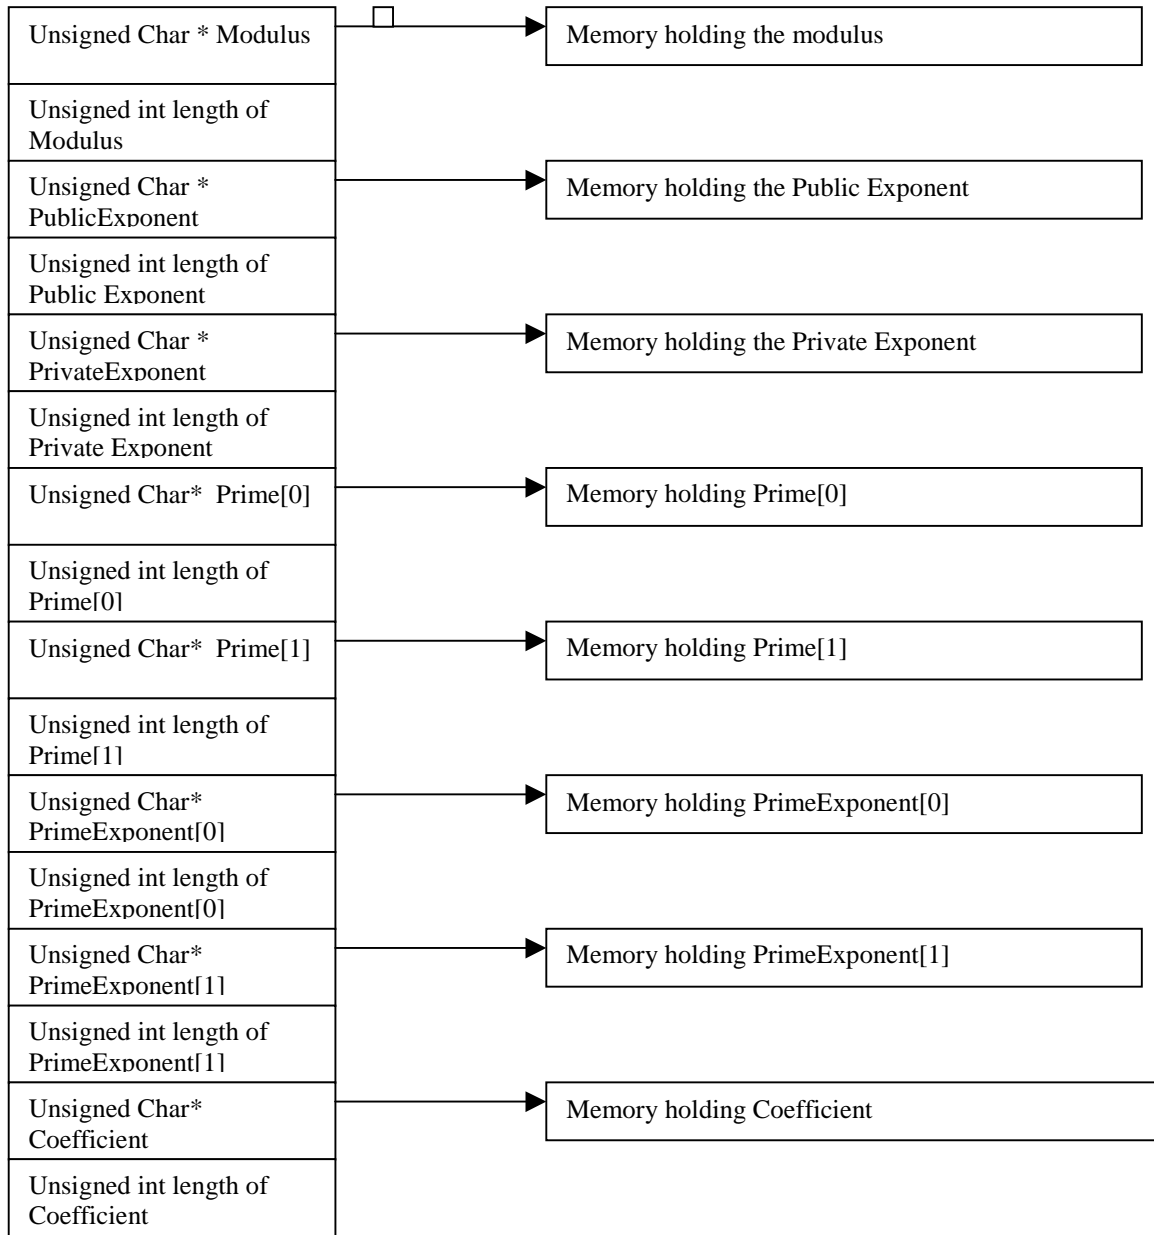 Unsigned Char * Modulus
Memory holding the modulus
Unsigned int length of
Modulus
Unsigned Char *
PublicExponent
Memory holding the Public Exponent
Unsigned int length of
Public Exponent
Unsigned Char *
PrivateExponent
Memory holding the Private Exponent
Unsigned int length of
Private Exponent
Unsigned Char*  Prime[0]
Memory holding Prime[0]
Unsigned int length of
Prime[0]
Unsigned Char*  Prime[1]
Memory holding Prime[1]
Unsigned int length of
Prime[1]
Unsigned Char*
PrimeExponent[0]
Memory holding PrimeExponent[0]
Unsigned int length of
PrimeExponent[0]
Unsigned Char*
PrimeExponent[1]
Memory holding PrimeExponent[1]
Unsigned int length of
PrimeExponent[1]
Unsigned Char*
Coefficient
Memory holding Coefficient
Unsigned int length of
Coefficient